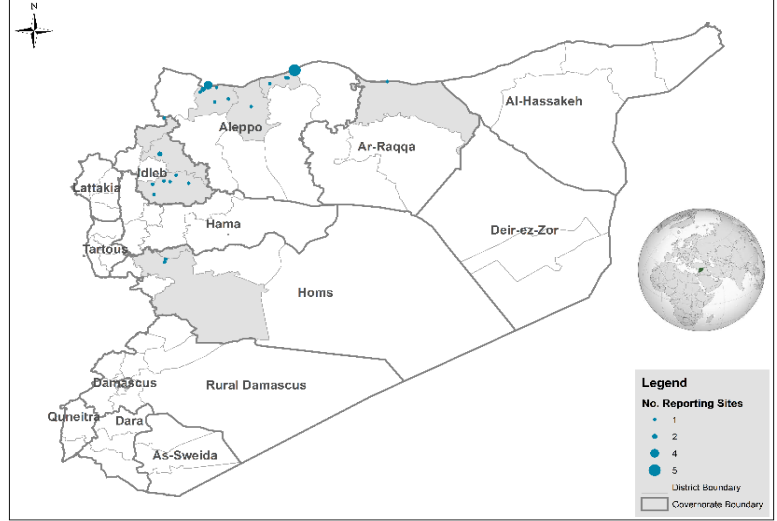 N
Al-Hassakeh
Aleppo
Ar-Raqqa
Idleb
Lattakia
Hama
Deir-ez-Zor
Tartous
Homs
Damascus
Rural Damascus
Quneitra
Dara
As-Sweida
Legend
No. Reporting Sites
1
2
4
5
District Boundary
Governorate Boundary